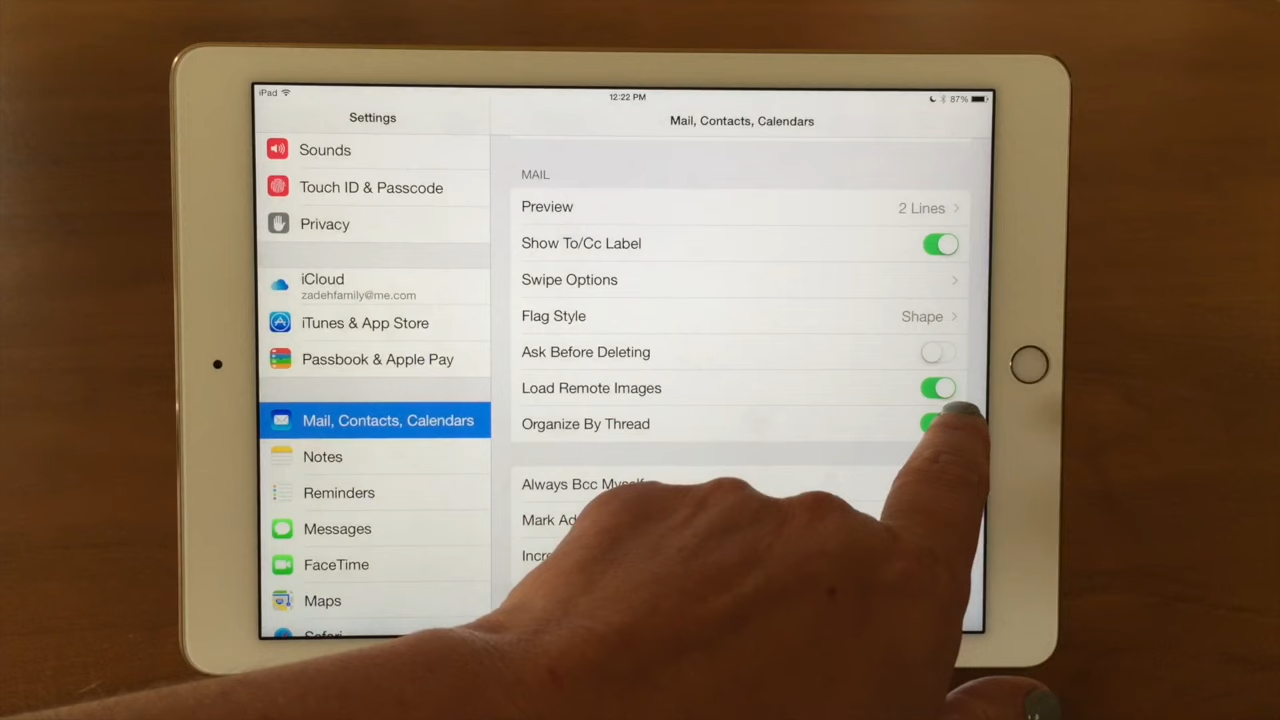 iPad
12:22 PM
87%
Settings
Mail, Contacts, Calendars
Sounds
Touch ID & Passcode
Privacy
iCloud
zadehfamily@me.com
iTunes & App Store
Passbook & Apple Pay
Mail, Contacts, Calendars
Notes
Reminders
Messages
FaceTime
Maps
Safari
MAIL
Preview
2 Lines
Show To/Cc Label
Swipe Options
Flag Style
Shape
Ask Before Deleting
Load Remote Images
Organize By Thread
Always Bcc Myself
Mark